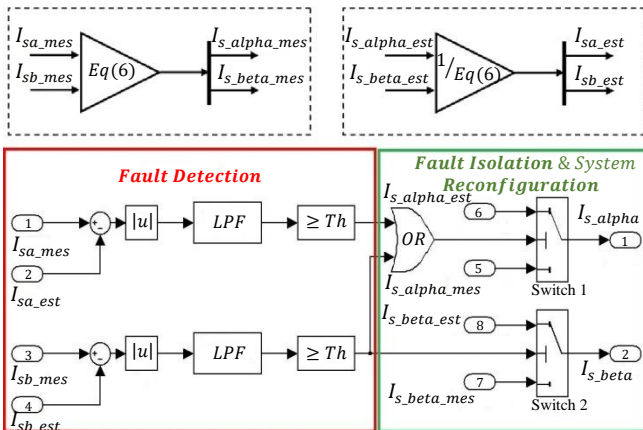 I_sa_mes
I_sb_mes
Eq(6)
I_s_alpha_mes
I_s_beta_mes
I_s_alpha_est
I_s_beta_est
1/Eq(6)
I_sa_est
I_sb_est
Fault Detection
Fault Isolation & System
Reconfiguration
1
I_sa_mes
2
I_sa_est
+
-
|u|
LPF
≥ Th
I_s_alpha_est
6
OR
I_s_alpha
1
5
I_s_alpha_mes
Switch 1
3
I_sb_mes
4
I_sb_est
+
-
|u|
LPF
≥ Th
I_s_beta_est
8
2
I_s_beta
7
I_s_beta_mes
Switch 2